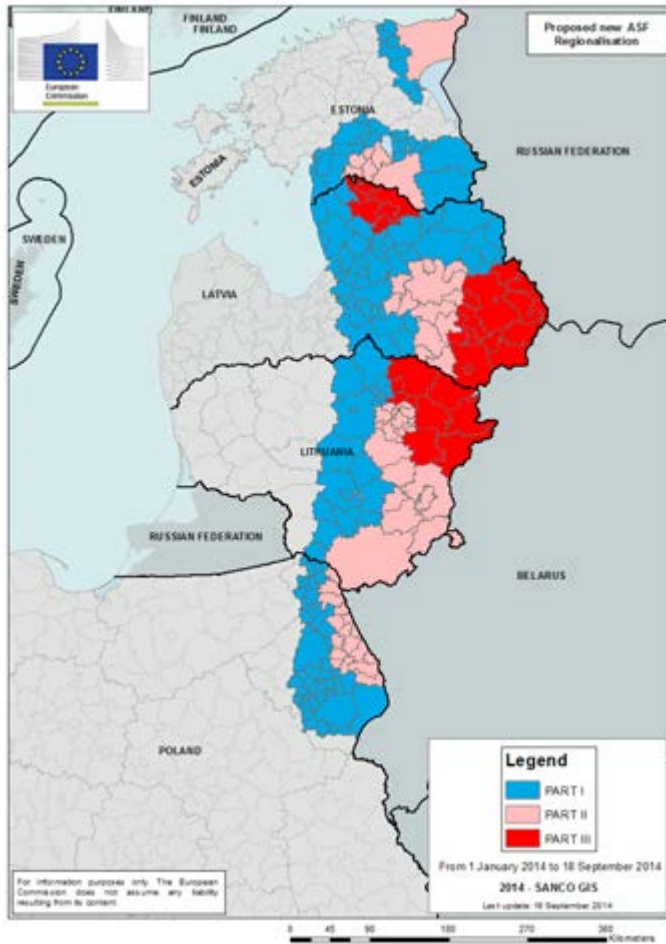 FINLAND
FINLAND
Proposed new ASF
Regionalisation
European
Commission
ESTONIA
RUSSIAN FEDERATION
ESTONIA
SWEDEN
SWEDEN
LATVIA
LITHUANIA
RUSSIAN FEDERATION
BELARUS
POLAND
Legend
PART I
PART II
PART III
From 1 January 2014 to 18 September 2014
2014 - SANCO GIS
Last update: 18 September 2014
For information purposes only. The European
Commission does not assume any liability
resulting from its content.
0 45 90 180 270 360
Kilometers